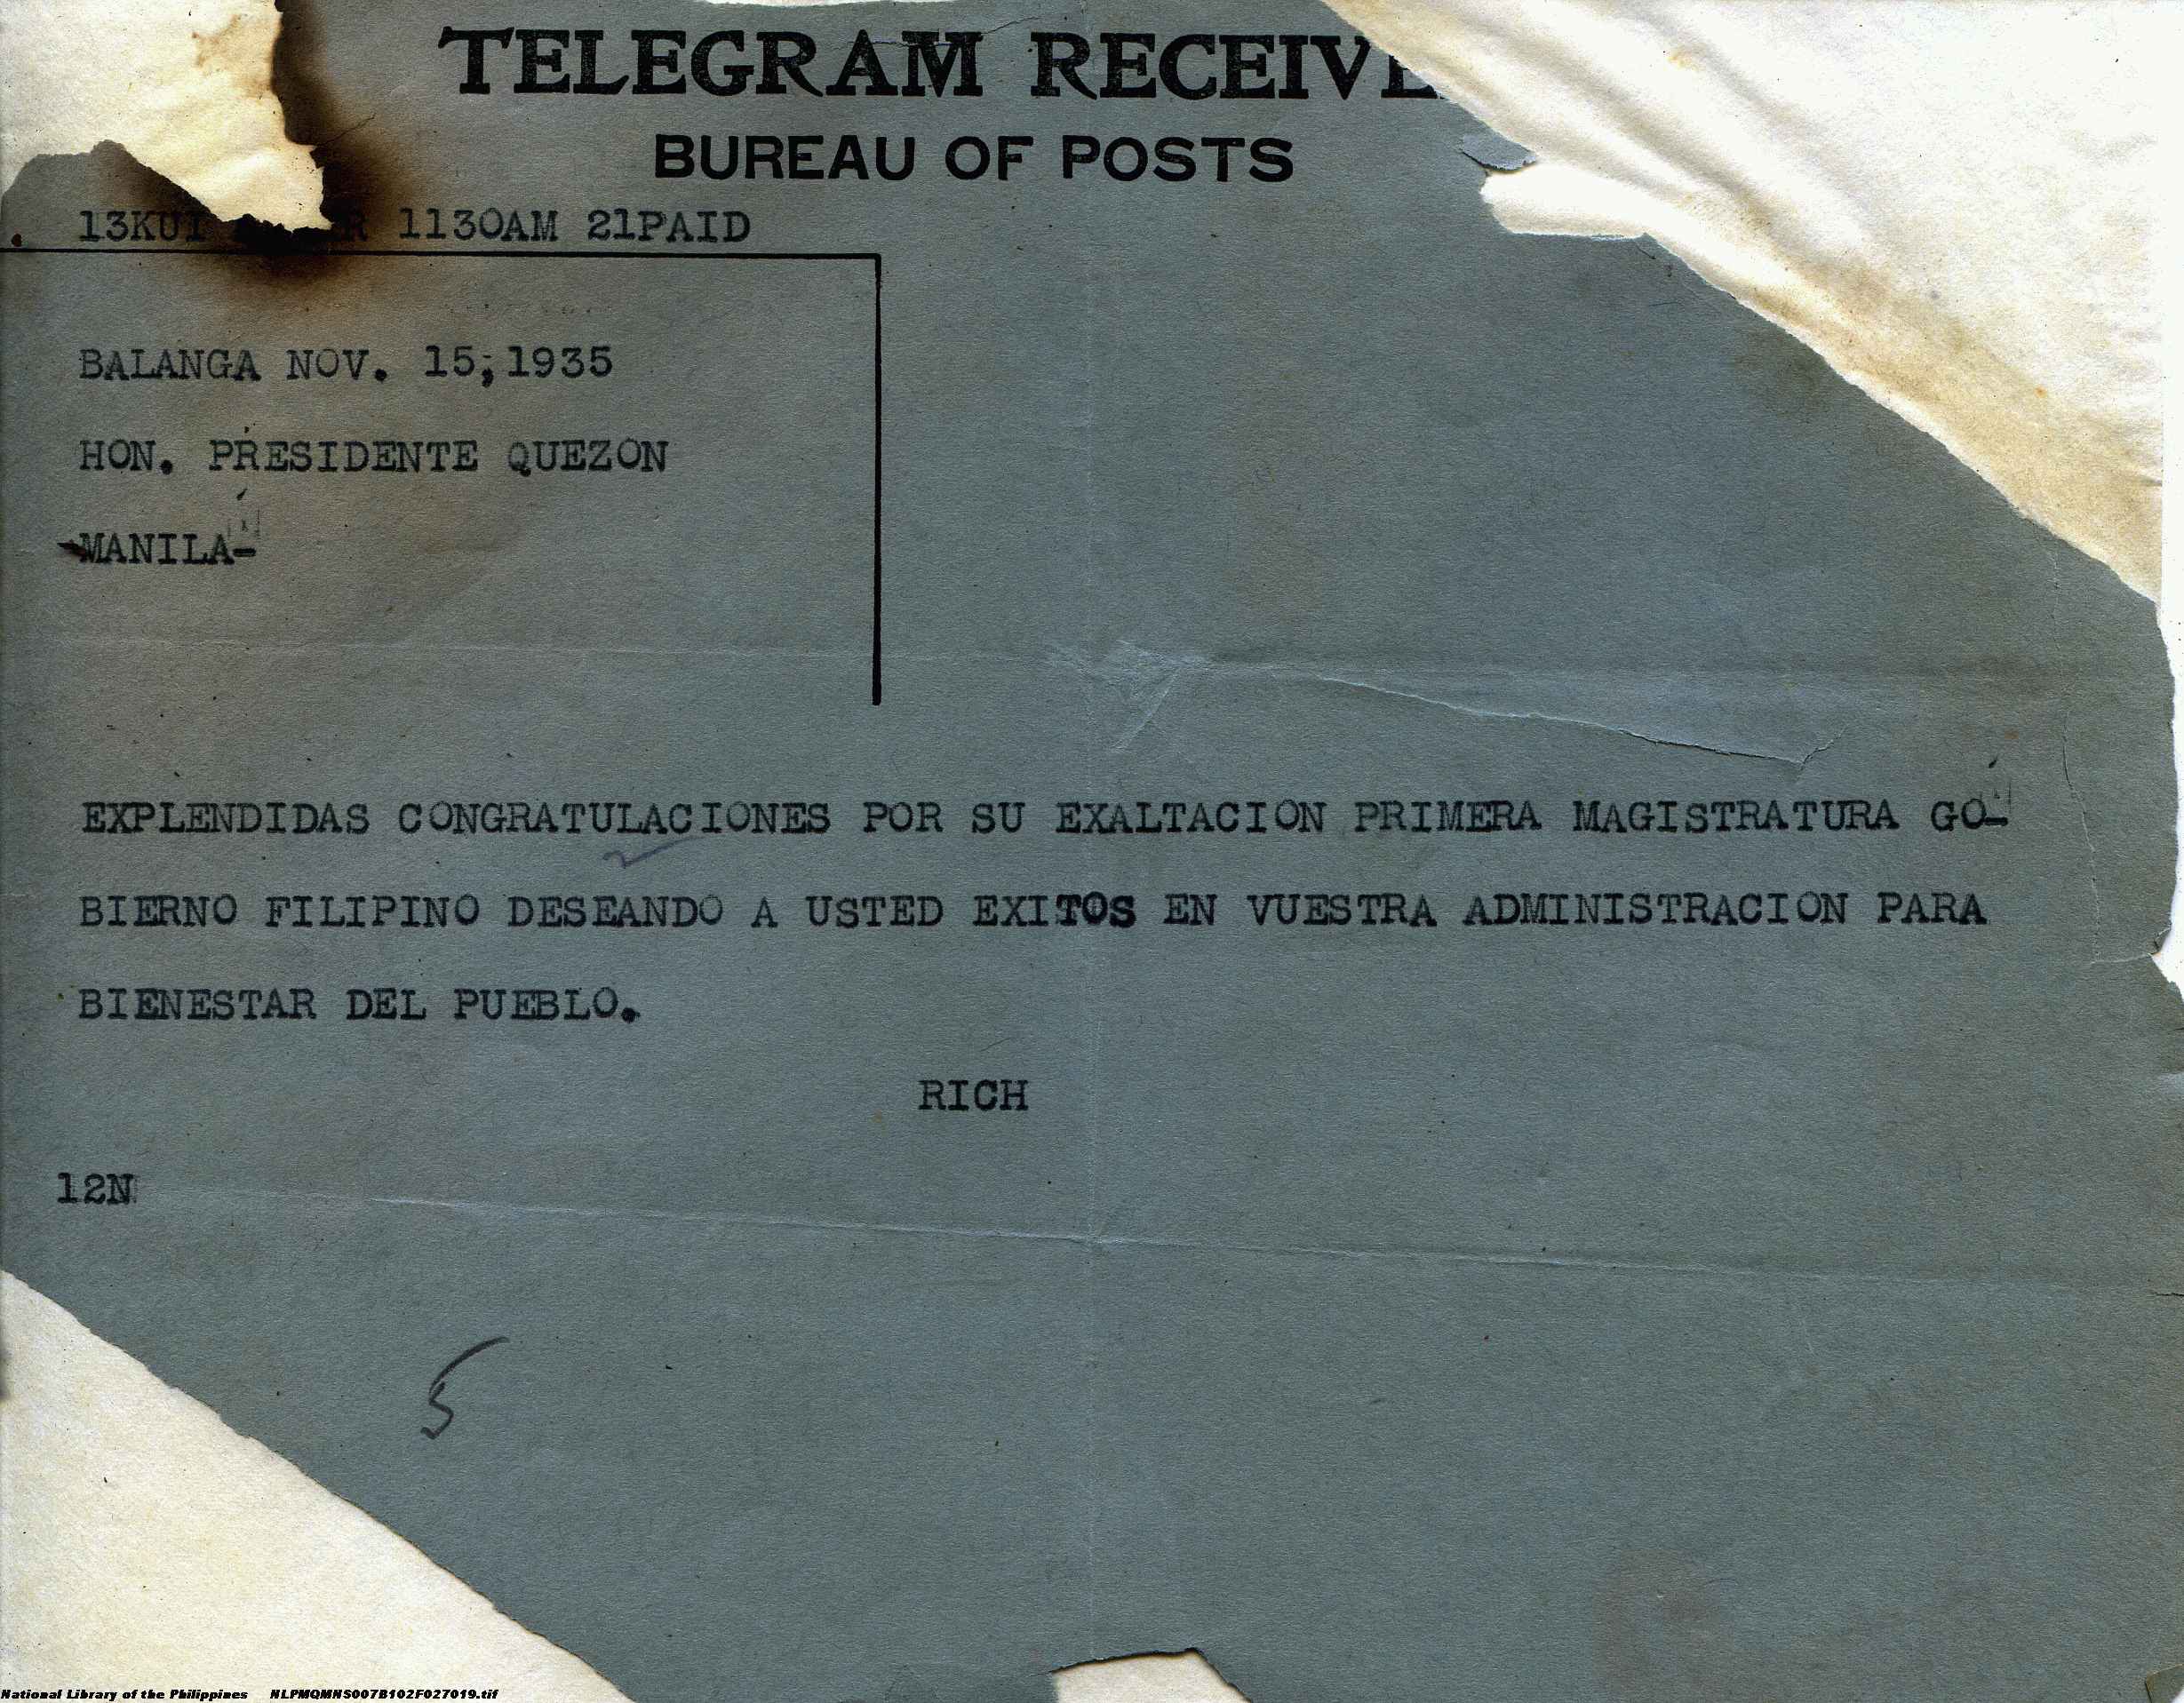 TELEGRAM RECEIVE
BUREAU OF POSTS
13KUI 1130AM 21PAID
BALANGA NOV. 15;1935
HON. PRESIDENTE QUEZON
MANILA-
EXPLENDIDAS CONGRATULACIONES POR SU EXALTACION PRIMERA MAGISTRATURA GO-
BIERNO FILIPINO DESEANDO A USTED EXITOS EN VUESTRA ADMINISTRACION PARA
BIENESTAR DEL PUEBLO.
RICH
12N
5
National Library of the Philippines NLPMQMNS007B102F027019.tif